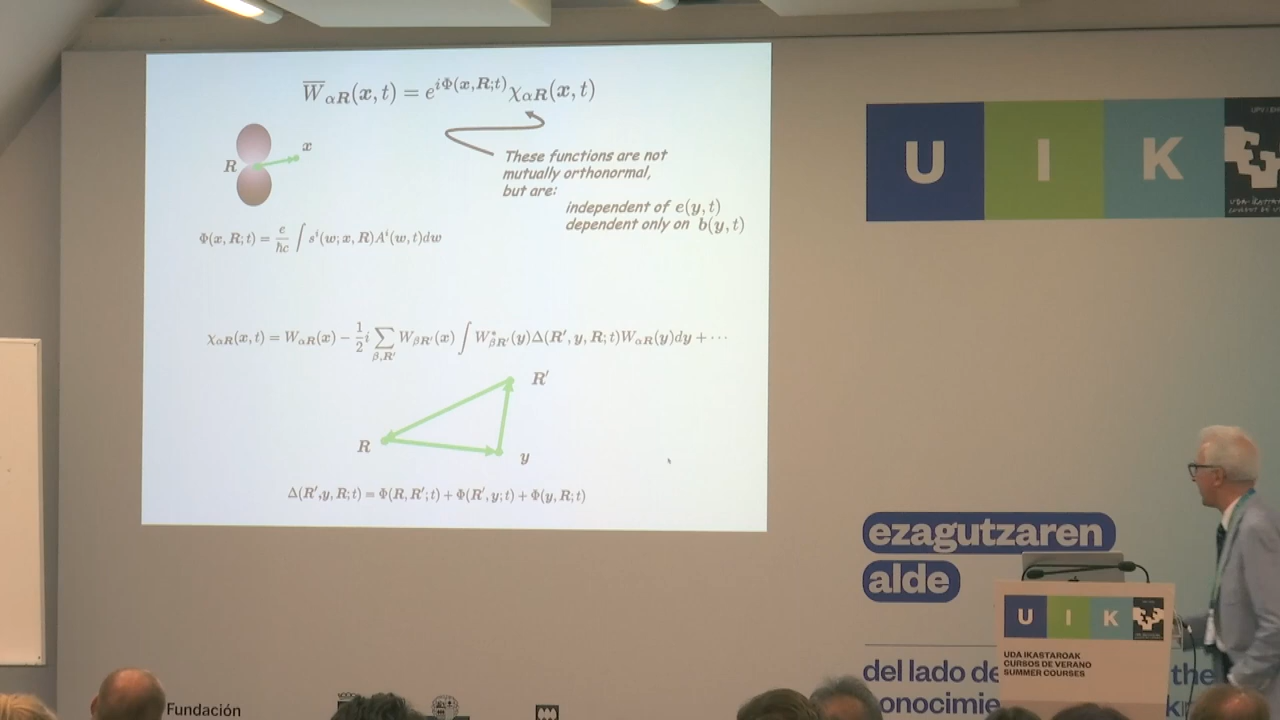 W̅_{αR}(x, t) = e^{iΦ(x,R;t)} χ_{αR}(x, t)
R
x
These functions are not
mutually orthonormal,
but are:
independent of e(y, t)
dependent only on b(y, t)
Φ(x, R; t) = e/ħc ∫ s^i(w; x, R)A^i(w, t)dw
χ_{αR}(x, t) = W_{αR}(x) − 1/2 i ∑_{β,R′} W_{βR′}(x) ∫ W*_{βR′}(y)Δ(R′, y, R; t)W_{αR}(y)dy + ⋯
R′
R
y
Δ(R′, y, R; t) = Φ(R, R′; t) + Φ(R′, y; t) + Φ(y, R; t)
U I K
ezagutzaren
alde
U I K
UDA IKASTAROAK
CURSOS DE VERANO
SUMMER COURSES
del lado de
the
Fundación